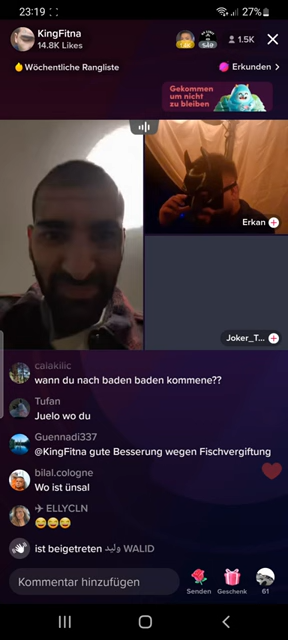 23:19
27%
KingFitna
14.8K Likes
1.5K
Wöchentliche Rangliste
Erkunden >
Gekommen
um nicht
zu bleiben
Erkan
Joker_T...
calakilic
wann du nach baden baden kommene??
Tufan
Juelo wo du
Guennadi337
@KingFitna gute Besserung wegen Fischvergiftung
bilal.cologne
Wo ist ünsal
✈ ELLYCLN
😂😂😂
ist beigetreten وليد WALID
Kommentar hinzufügen
Senden
Geschenk
61